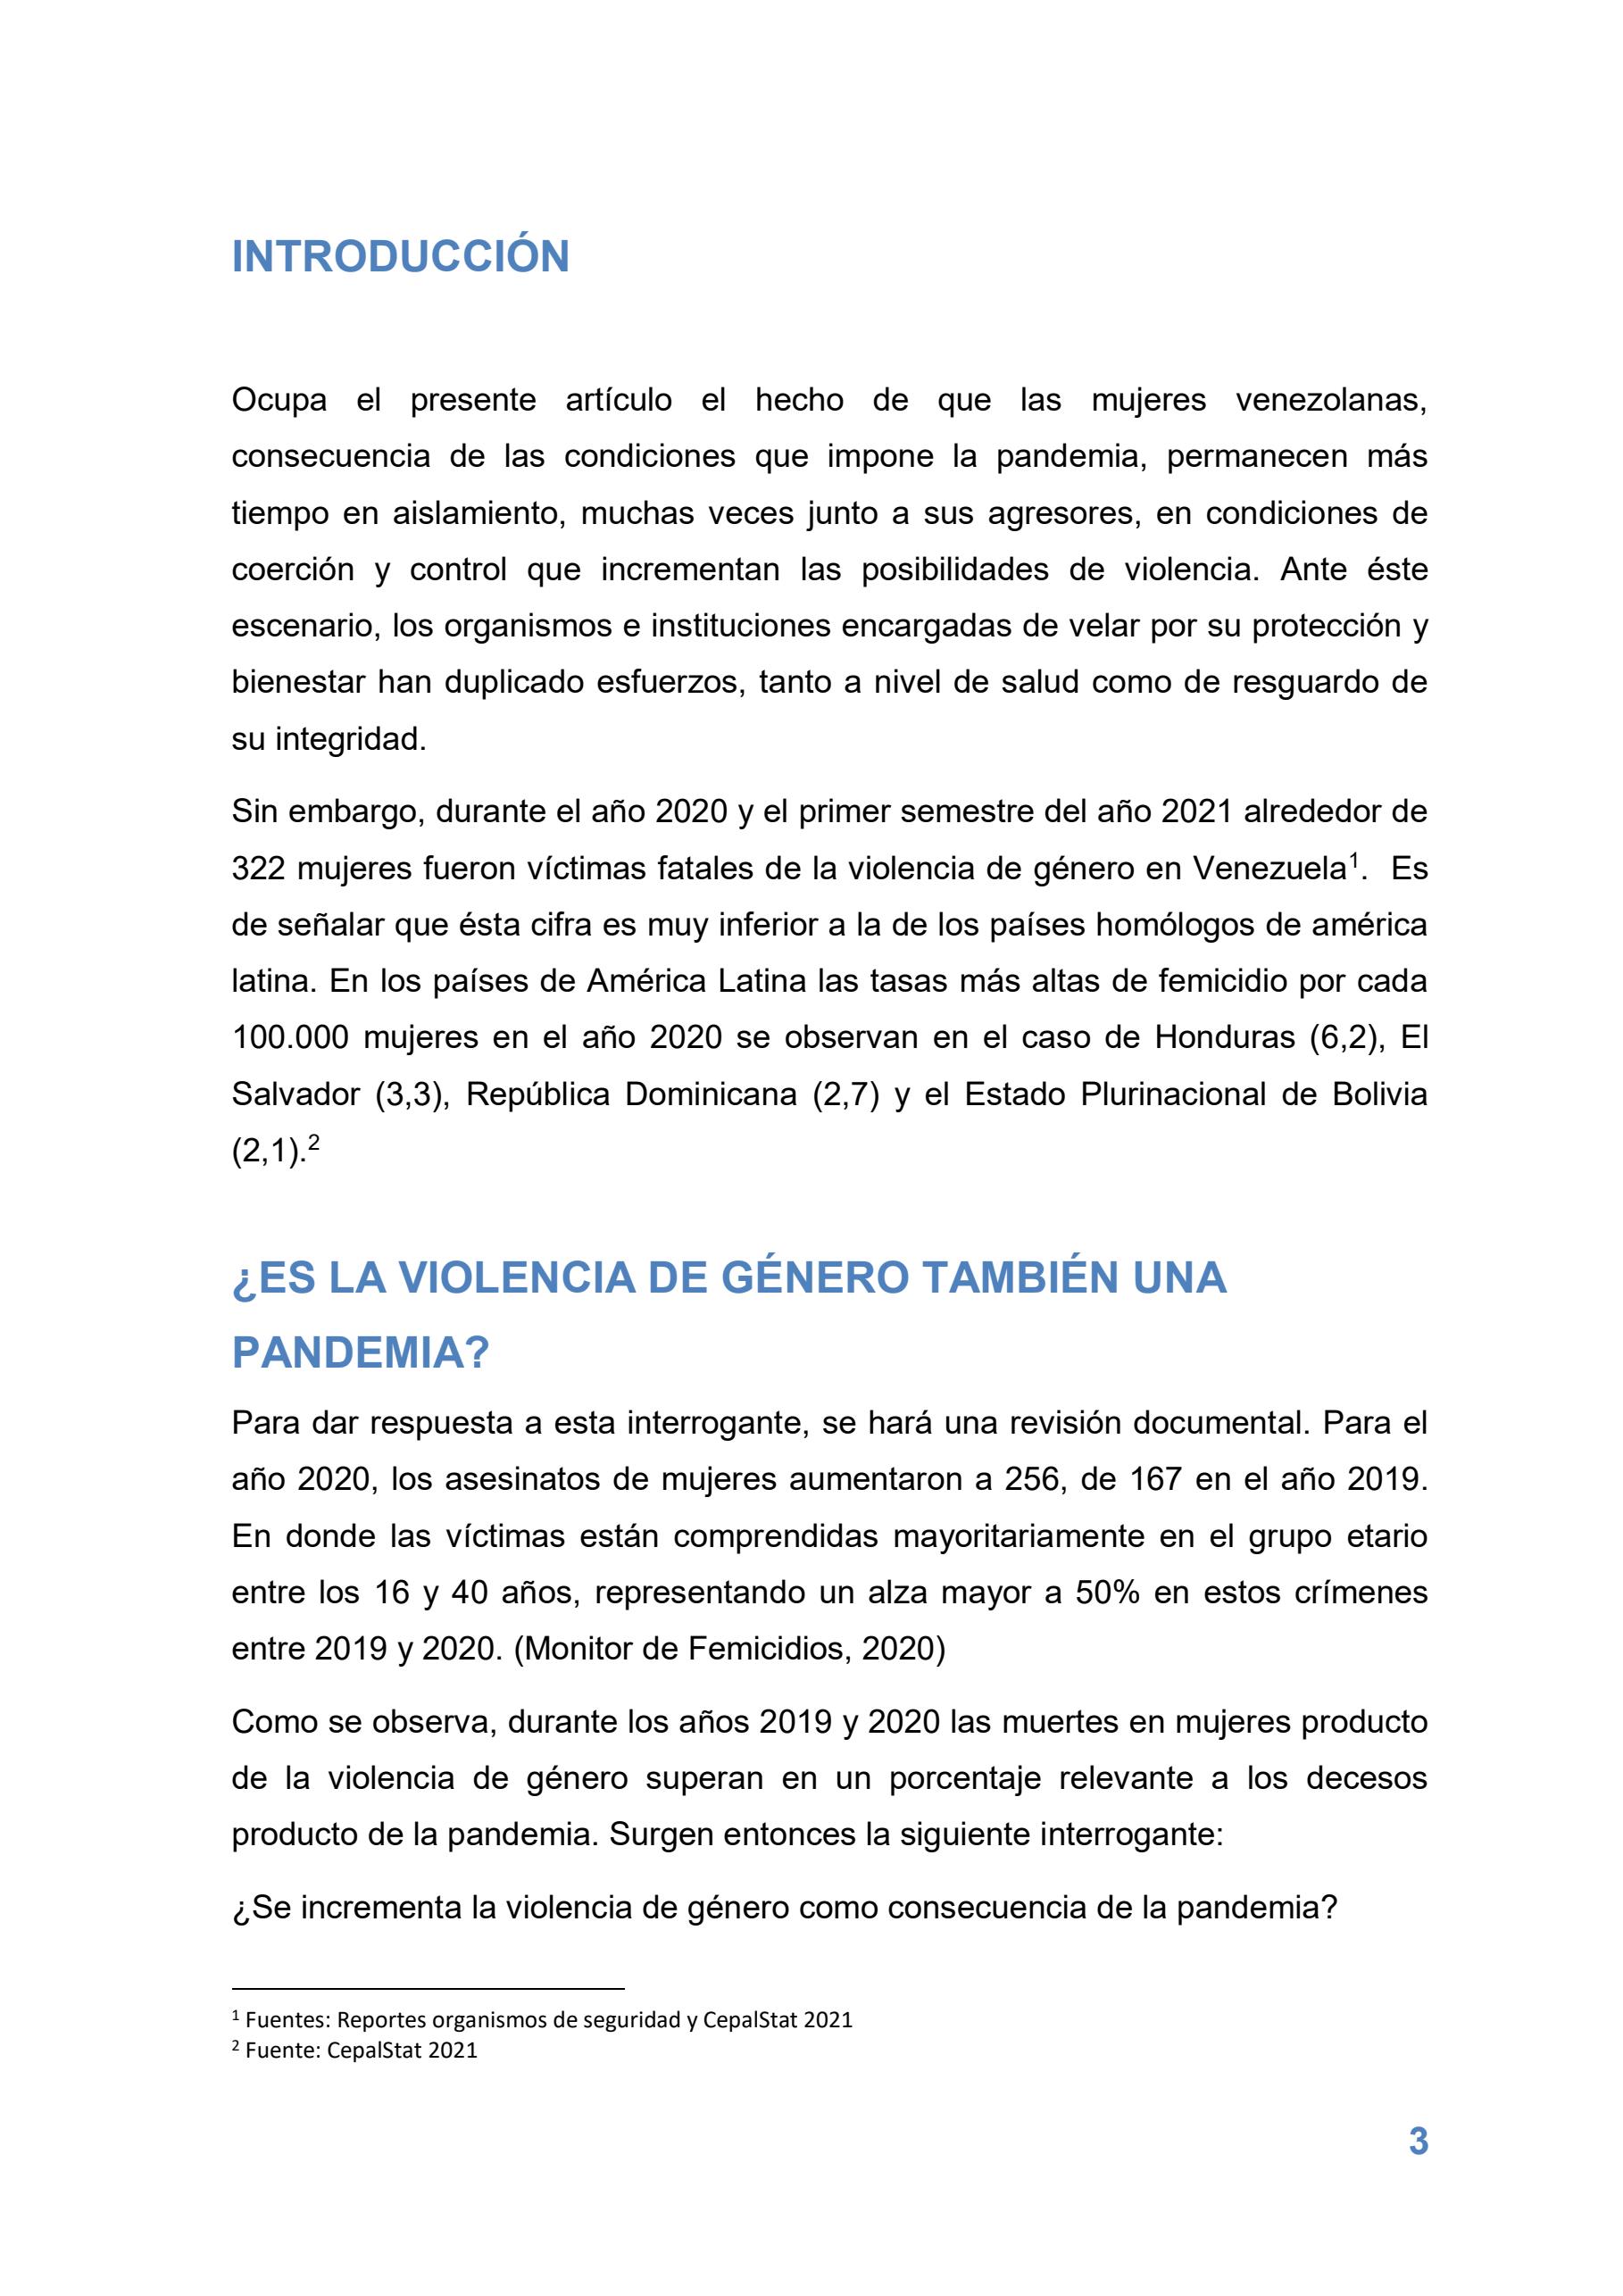 INTRODUCCIÓN
Ocupa el presente artículo el hecho de que las mujeres venezolanas,
consecuencia de las condiciones que impone la pandemia, permanecen más
tiempo en aislamiento, muchas veces junto a sus agresores, en condiciones de
coerción y control que incrementan las posibilidades de violencia. Ante éste
escenario, los organismos e instituciones encargadas de velar por su protección y
bienestar han duplicado esfuerzos, tanto a nivel de salud como de resguardo de
su integridad.
Sin embargo, durante el año 2020 y el primer semestre del año 2021 alrededor de
322 mujeres fueron víctimas fatales de la violencia de género en Venezuela¹. Es
de señalar que ésta cifra es muy inferior a la de los países homólogos de américa
latina. En los países de América Latina las tasas más altas de femicidio por cada
100.000 mujeres en el año 2020 se observan en el caso de Honduras (6,2), El
Salvador (3,3), República Dominicana (2,7) y el Estado Plurinacional de Bolivia
(2,1).²
¿ES LA VIOLENCIA DE GÉNERO TAMBIÉN UNA
PANDEMIA?
Para dar respuesta a esta interrogante, se hará una revisión documental. Para el
año 2020, los asesinatos de mujeres aumentaron a 256, de 167 en el año 2019.
En donde las víctimas están comprendidas mayoritariamente en el grupo etario
entre los 16 y 40 años, representando un alza mayor a 50% en estos crímenes
entre 2019 y 2020. (Monitor de Femicidios, 2020)
Como se observa, durante los años 2019 y 2020 las muertes en mujeres producto
de la violencia de género superan en un porcentaje relevante a los decesos
producto de la pandemia. Surgen entonces la siguiente interrogante:
¿Se incrementa la violencia de género como consecuencia de la pandemia?
¹ Fuentes: Reportes organismos de seguridad y CepalStat 2021
² Fuente: CepalStat 2021
3